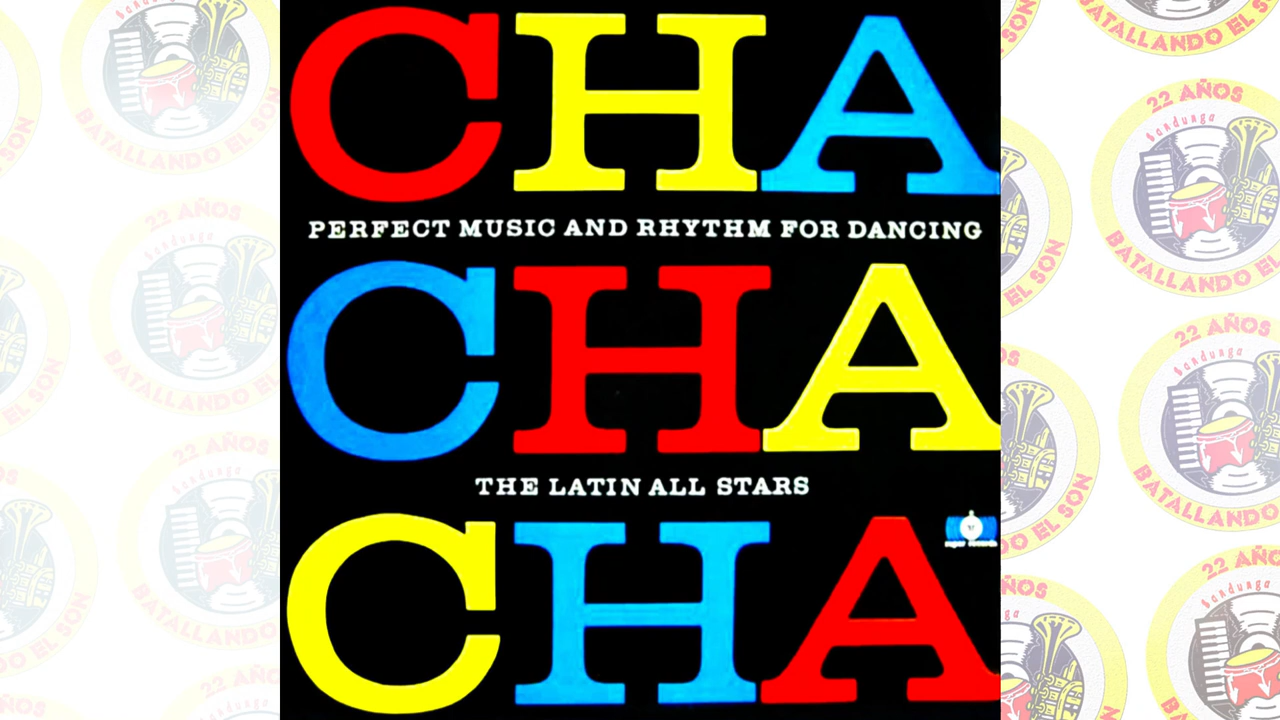 CHA
PERFECT MUSIC AND RHYTHM FOR DANCING
CHA
THE LATIN ALL STARS
CHA
22 AÑOS
Sandunga
BATALLANDO EL SON